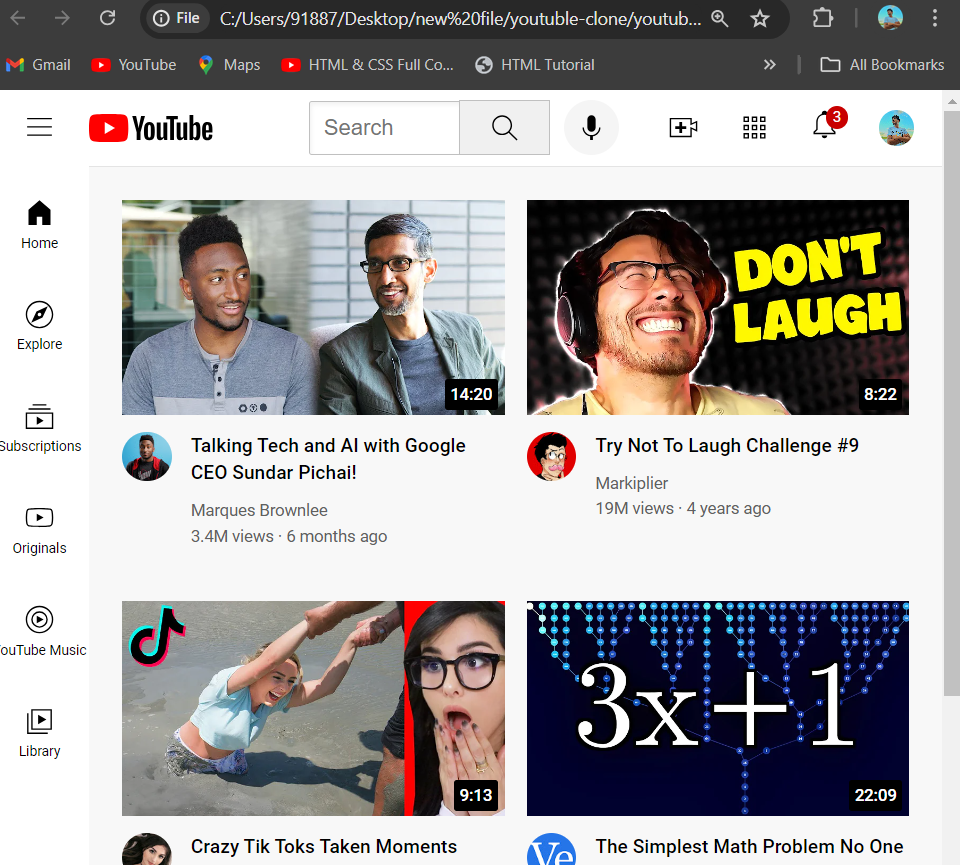 File C:/Users/91887/Desktop/new%20file/youtuble-clone/youtub...
Gmail YouTube Maps HTML & CSS Full Co... HTML Tutorial » All Bookmarks
YouTube Search 3
Home
Explore
Subscriptions
Originals
ouTube Music
Library
14:20
DON'T
LAUGH
8:22
Talking Tech and AI with Google
CEO Sundar Pichai!
Marques Brownlee
3.4M views · 6 months ago
Try Not To Laugh Challenge #9
Markiplier
19M views · 4 years ago
9:13
3x+1
22:09
Crazy Tik Toks Taken Moments
Ve
The Simplest Math Problem No One